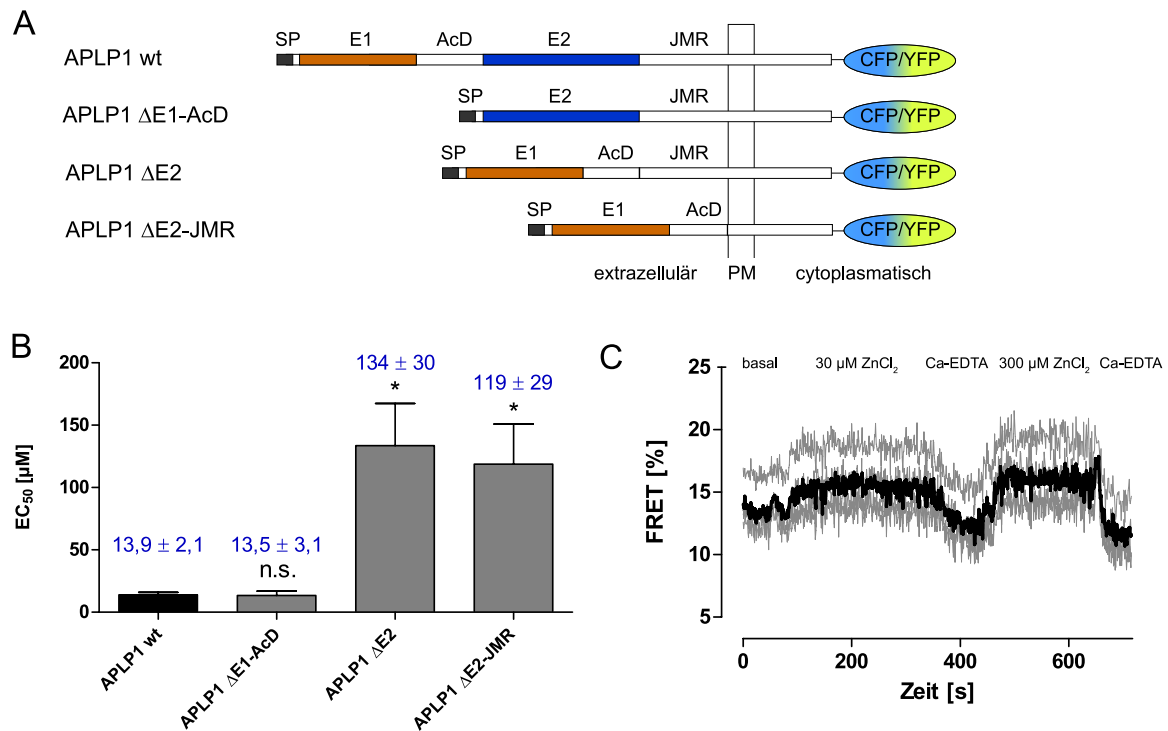 A
SP E1 AcD E2 JMR
APLP1 wt CFP/YFP
SP E2 JMR
APLP1 ΔE1-AcD CFP/YFP
SP E1 AcD JMR
APLP1 ΔE2 CFP/YFP
SP E1 AcD
APLP1 ΔE2-JMR CFP/YFP
extrazellulär PM cytoplasmatisch
B
EC50 [µM]
200
150
100
50
0
13,9 ± 2,1
13,5 ± 3,1
n.s.
134 ± 30
*
119 ± 29
*
APLP1 wt
APLP1 ΔE1-AcD
APLP1 ΔE2
APLP1 ΔE2-JMR
C
basal 30 µM ZnCl2 Ca-EDTA 300 µM ZnCl2 Ca-EDTA
FRET [%]
25
20
15
10
5
0 200 400 600
Zeit [s]